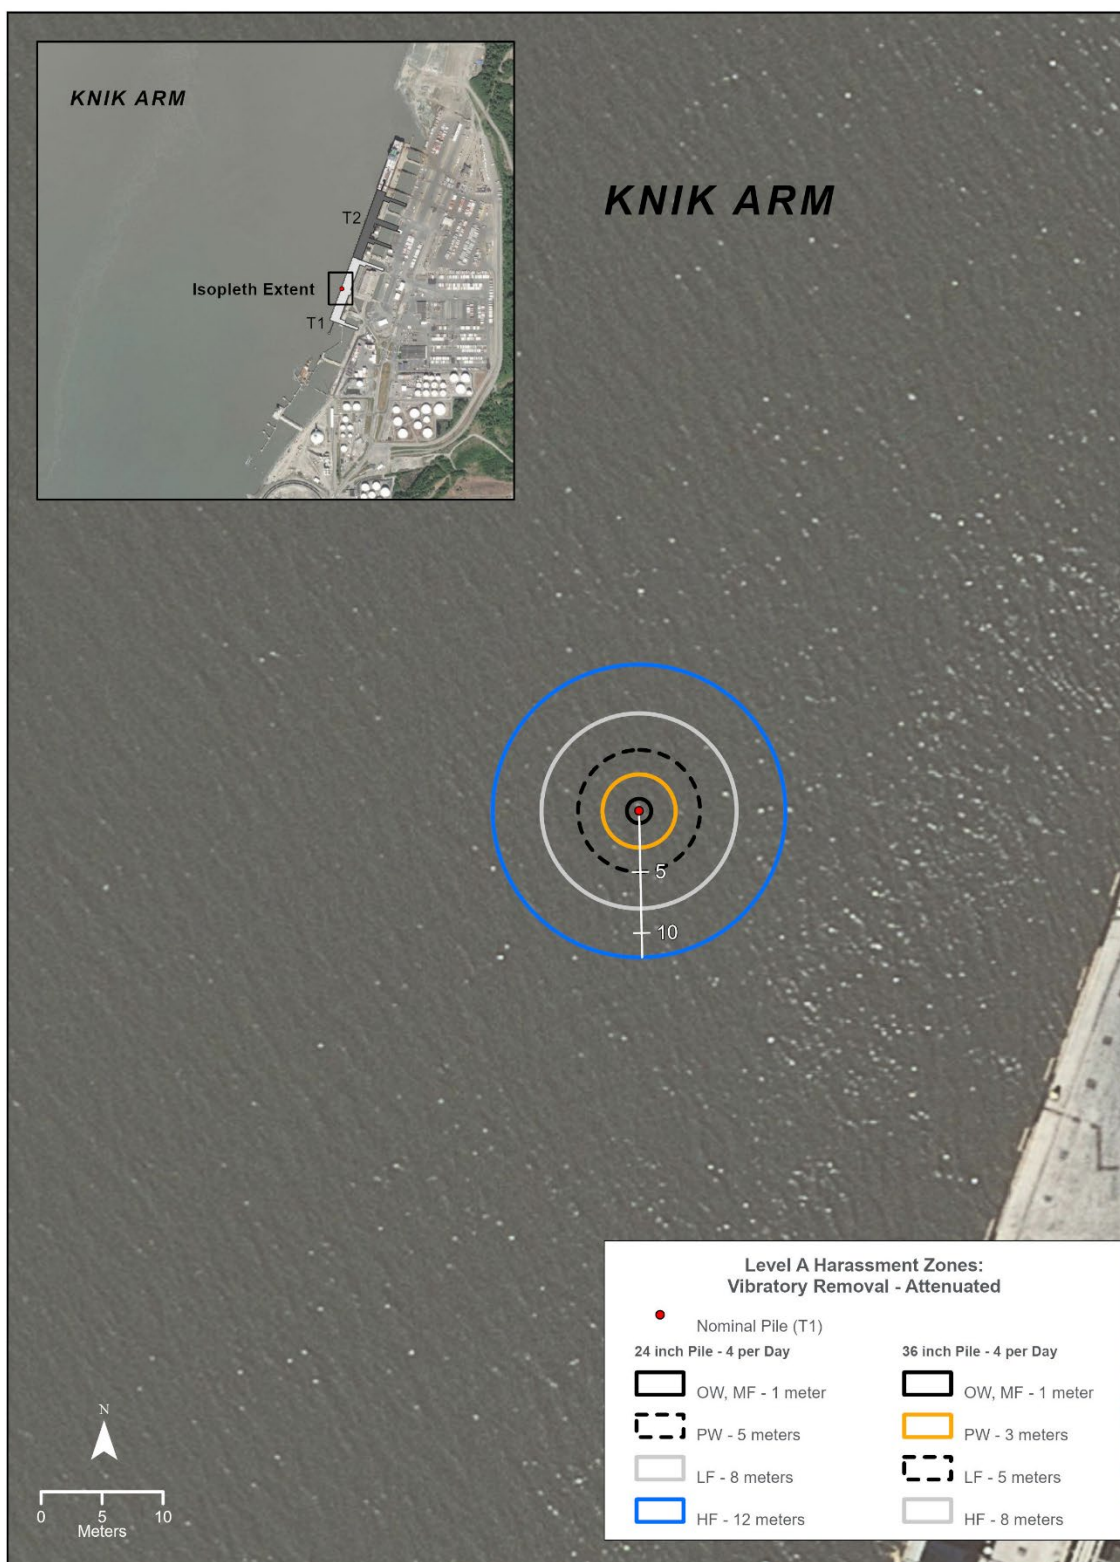 KNIK ARM
T2
Isopleth Extent
T1
KNIK ARM
5
10
Level A Harassment Zones:
Vibratory Removal - Attenuated
Nominal Pile (T1)
24 inch Pile - 4 per Day
OW, MF - 1 meter
PW - 5 meters
LF - 8 meters
HF - 12 meters
36 inch Pile - 4 per Day
OW, MF - 1 meter
PW - 3 meters
LF - 5 meters
HF - 8 meters
N
0 5 10
Meters